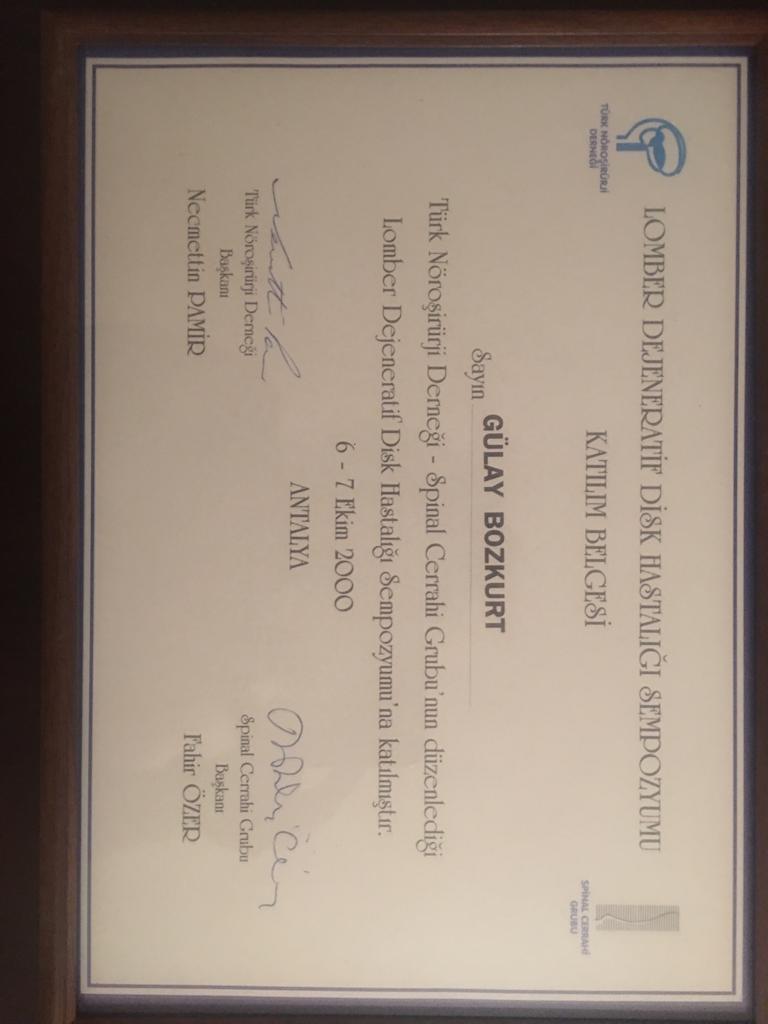 TÜRK NÖROŞİRÜRJİ
DERNEĞİ
LOMBER DEJENERATİF DİSK HASTALIĞI SEMPOZYUMU
SPİNAL CERRAHİ
GRUBU
KATILIM BELGESİ
Sayın GÜLAY BOZKURT
Türk Nöroşirürji Derneği - Spinal Cerrahi Grubu'nun düzenlediği
Lomber Dejeneratif Disk Hastalığı Sempozyumu'na katılmıştır.
6 - 7 Ekim 2000
ANTALYA
Türk Nöroşirürji Derneği
Başkanı
Necmettin PAMİR
Spinal Cerrahi Grubu
Başkanı
Fahir ÖZER